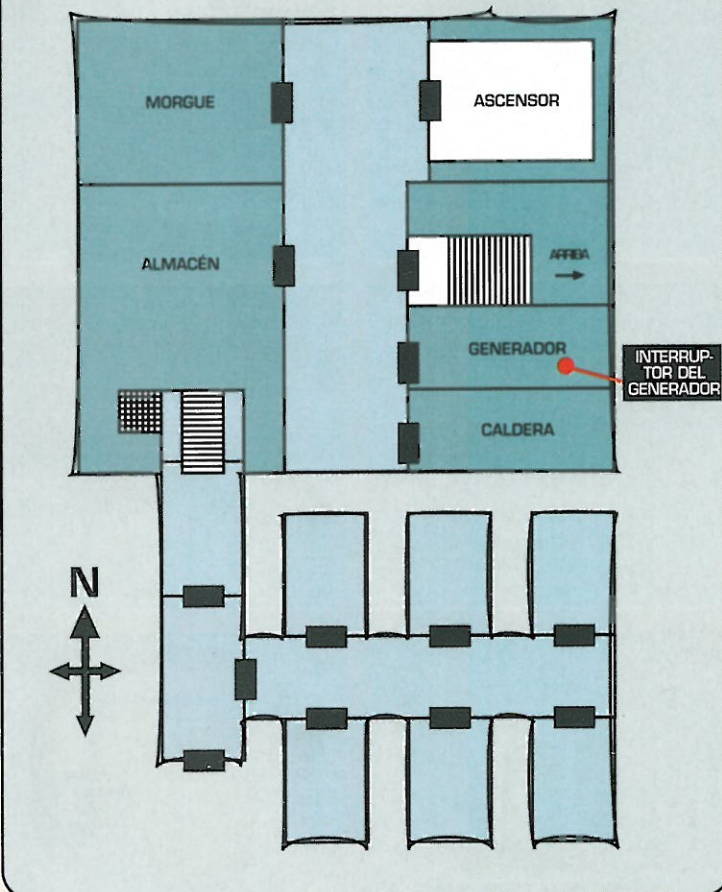 MORGUE
ASCENSOR
ALMACÉN
ARRIBA
GENERADOR
INTERRUP-
TOR DEL
GENERADOR
CALDERA
N